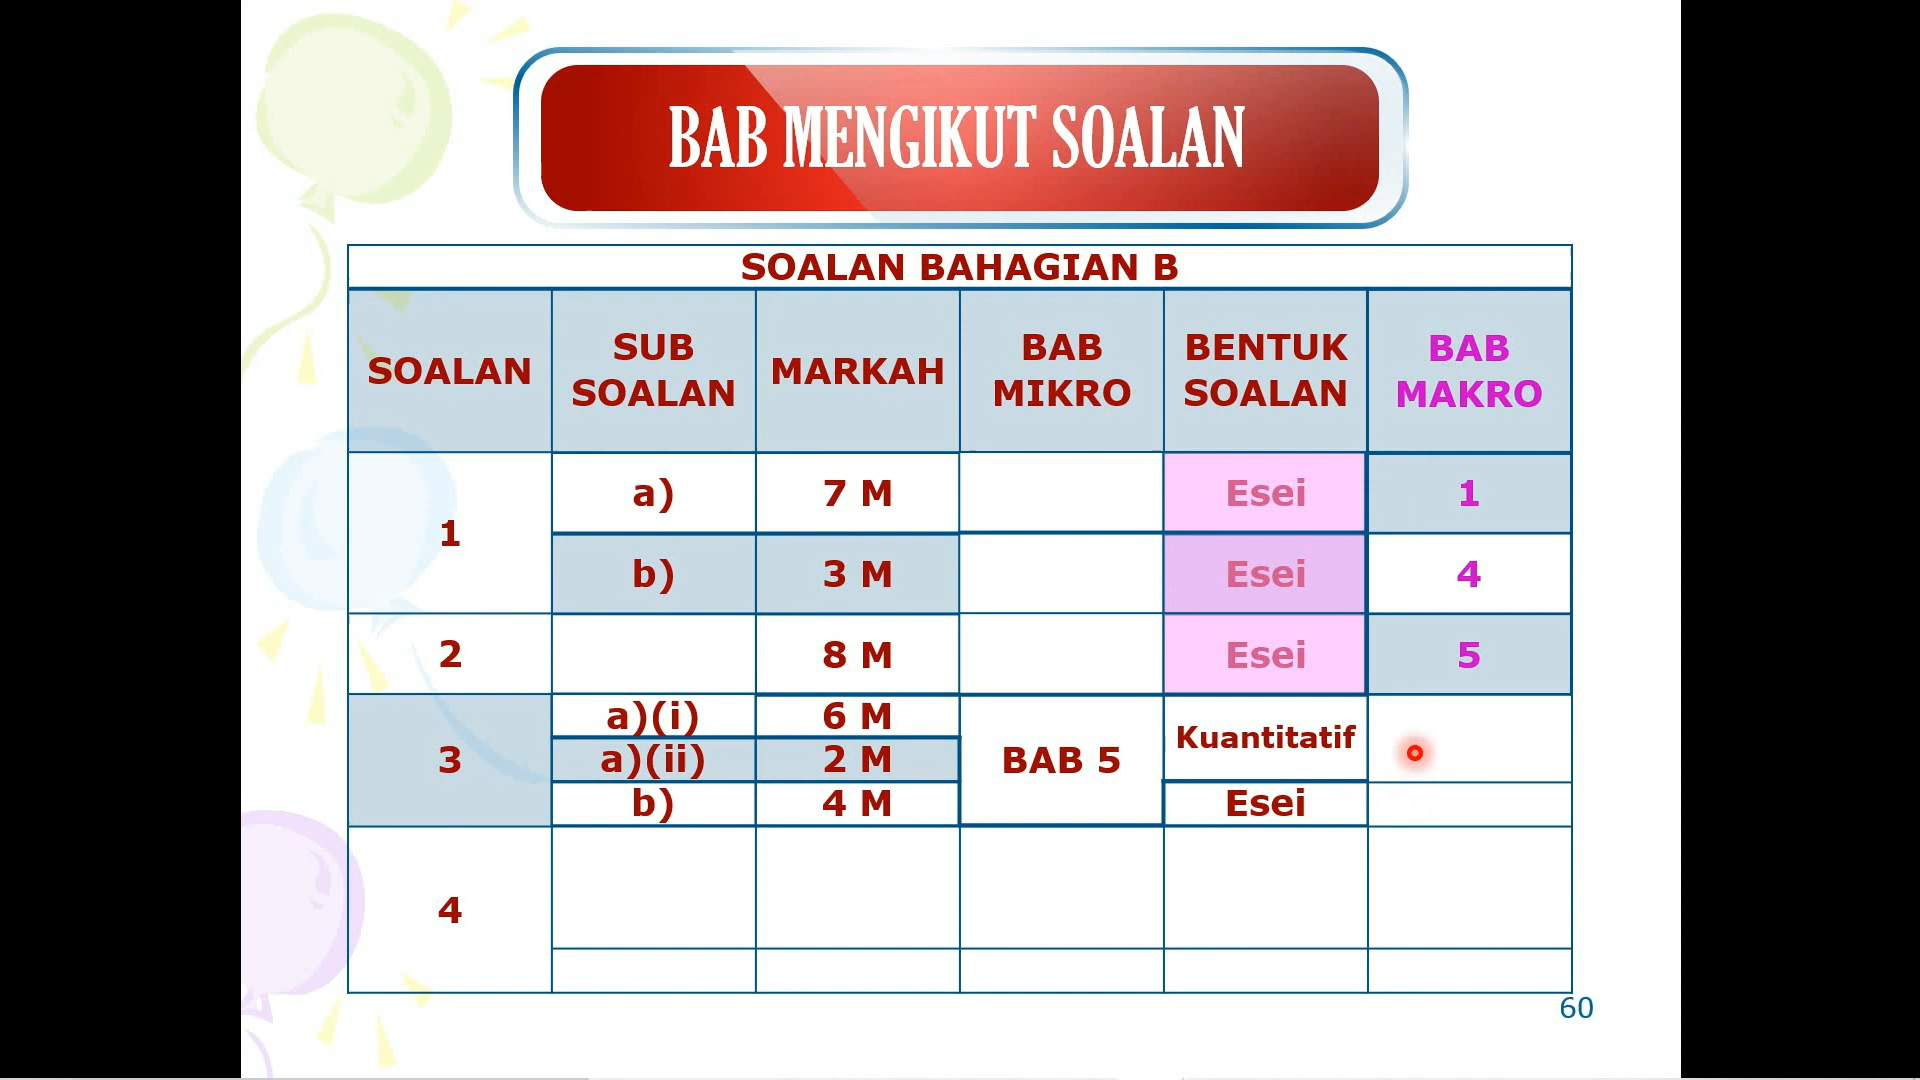 BAB MENGIKUT SOALAN
SOALAN BAHAGIAN B
SOALAN
SUB SOALAN
MARKAH
BAB MIKRO
BENTUK SOALAN
BAB MAKRO
1
a)
7 M
Esei
1
b)
3 M
Esei
4
2
8 M
Esei
5
3
a)(i)
6 M
BAB 5
Kuantitatif
a)(ii)
2 M
b)
4 M
Esei
4
60